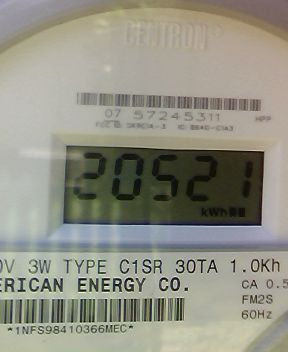 CENTRON®
07 57245311 HPP
20521
kWh
0V 3W TYPE C1SR 30TA 1.0Kh
ERICAN ENERGY CO. CA 0.5
FM2S
60Hz
*1NFS98410366MEC*